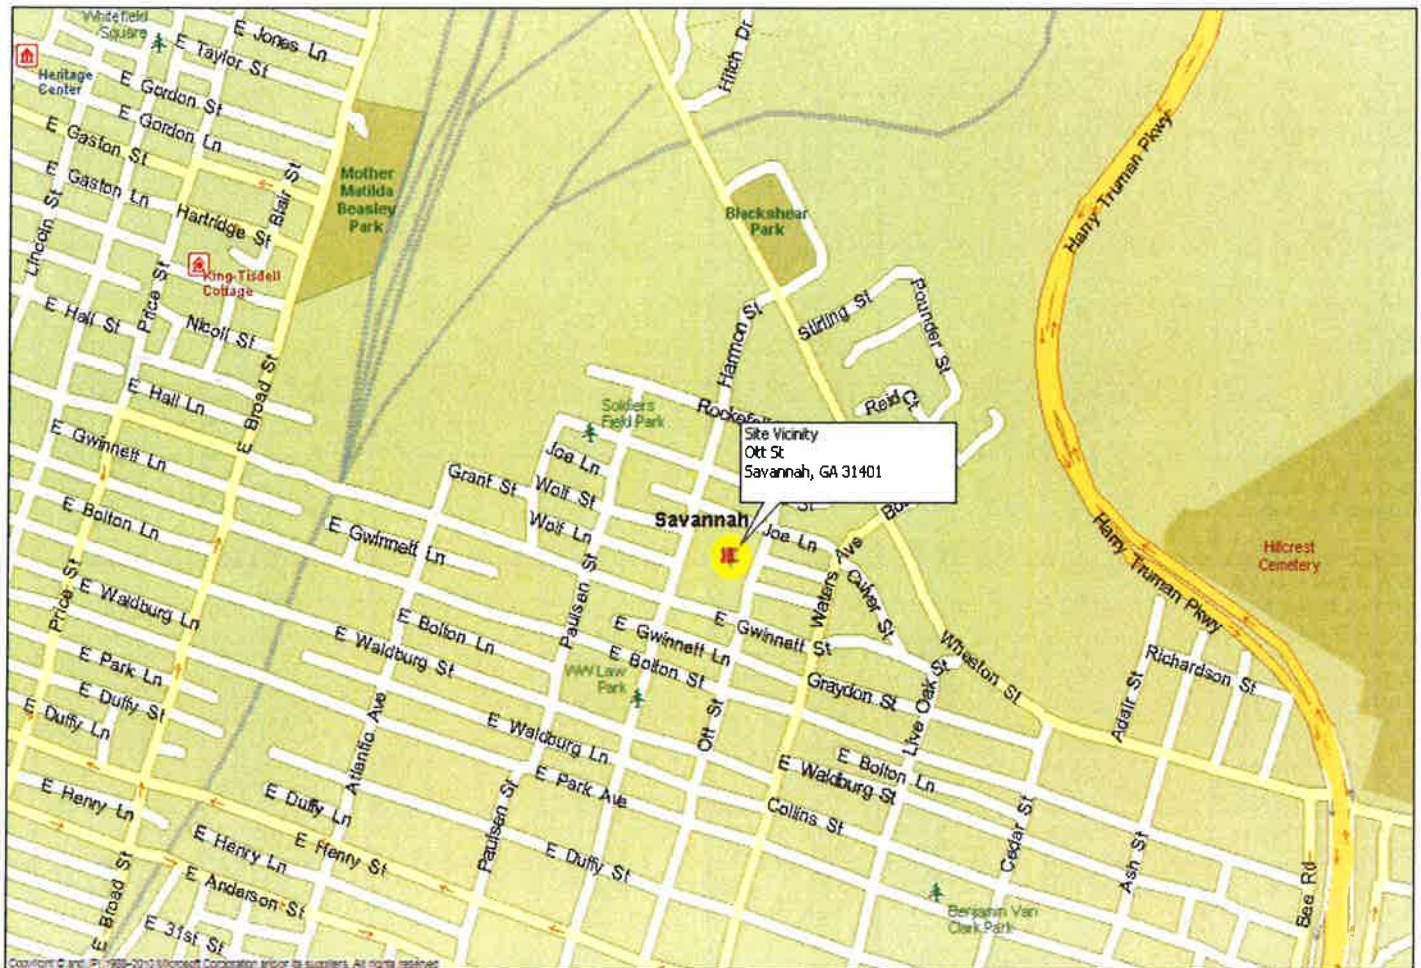 Whitefield
Square
E Jones Ln
E Taylor St
Heritage
Center
E Gordon St
E Gordon Ln
E Gaston St
E Gaston Ln
Hartridge St
Blair St
Lincoln St
Price St
King-Tisdell
Cottage
Mother
Matilda
Beasley
Park
Hitch Dr
Blackshear
Park
Harry Truman Pkwy
E Hall St
Nicoll St
E Hall Ln
E Broad St
Harmon St
Stirling St
Pounder St
Reid Ct
Soldiers
Field Park
Site Vicinity
Ott St
Savannah, GA 31401
E Gwinnett Ln
Joe Ln
Grant St
Wolf St
Wolf Ln
Savannah
St
Joe Ln
E Bolton Ln
E Gwinnett Ln
Waters Ave
Culver St
Harry Truman Pkwy
Hillcrest
Cemetery
Price St
E Waldburg Ln
Paulsen St
E Bolton Ln
E Waldburg St
E Gwinnett Ln
E Gwinnett St
E Bolton St
Wheaton St
Richardson St
Adair St
E Park Ln
E Duffy St
E Duffy Ln
WW Law
Park
Graydon St
Live Oak St
Atlantic Ave
E Waldburg Ln
Ott St
E Bolton Ln
E Waldburg St
E Park Ave
Collins St
E Henry Ln
E Duffy Ln
Paulsen St
E Henry St
E Henry Ln
E Duffy St
Cedar St
Ash St
Bee Rd
E Anderson St
E Broad St
E 31st St
Benjamin Van
Clark Park